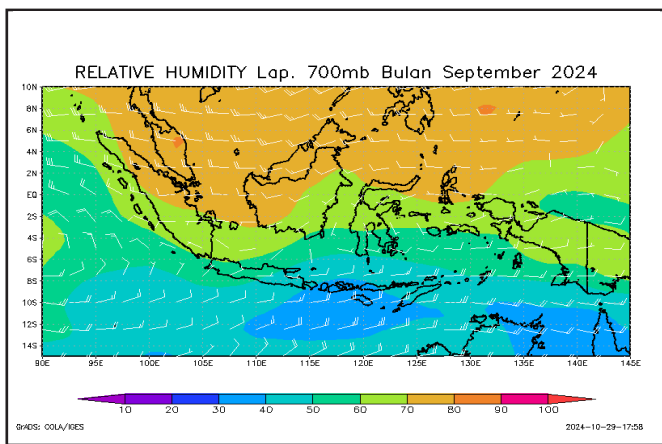 RELATIVE HUMIDITY Lap. 700mb Bulan September 2024
10N
8N
6N
4N
2N
EQ
2S
4S
6S
8S
10S
12S
14S
90E 95E 100E 105E 110E 115E 120E 125E 130E 135E 140E 145E
10 20 30 40 50 60 70 80 90 100
GrADS: COLA/IGES 2024-10-29-17:58